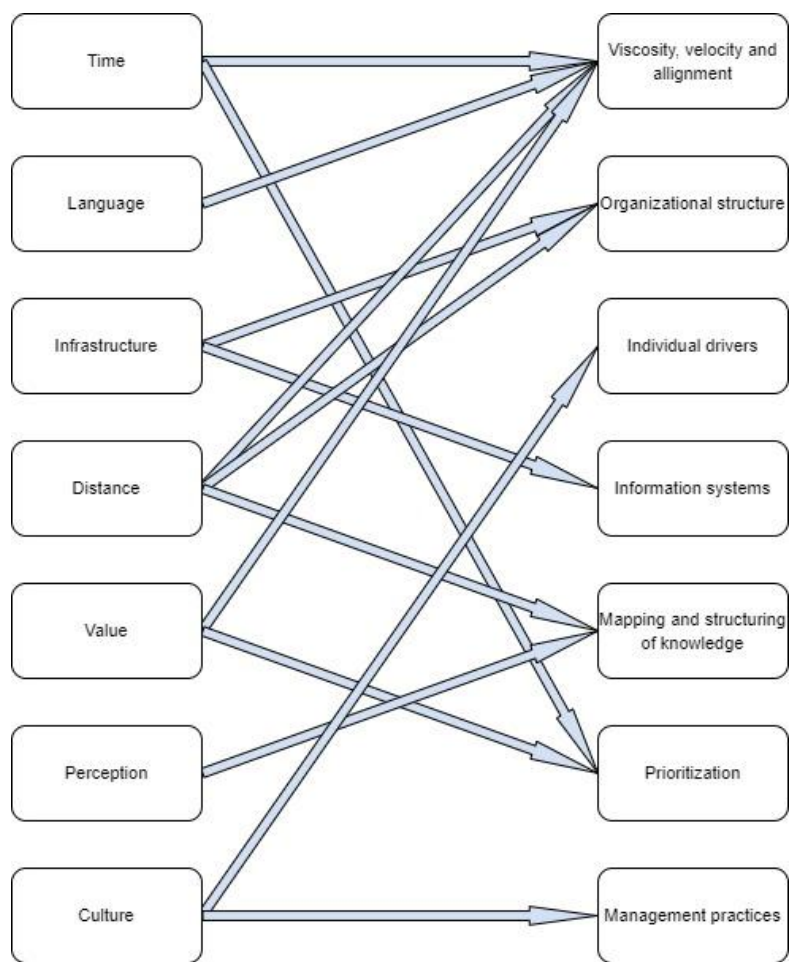 Time
Viscosity, velocity and
allignment
Language
Organizational structure
Infrastructure
Individual drivers
Distance
Information systems
Value
Mapping and structuring
of knowledge
Perception
Prioritization
Culture
Management practices